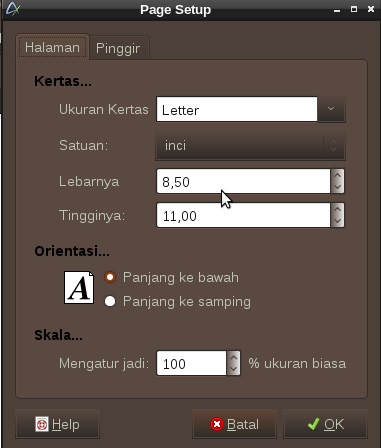 Page Setup
Halaman Pinggir
Kertas...
Ukuran Kertas Letter
Satuan: inci
Lebarnya 8,50
Tingginya: 11,00
Orientasi...
A Panjang ke bawah
Panjang ke samping
Skala...
Mengatur jadi: 100 % ukuran biasa
Help Batal OK